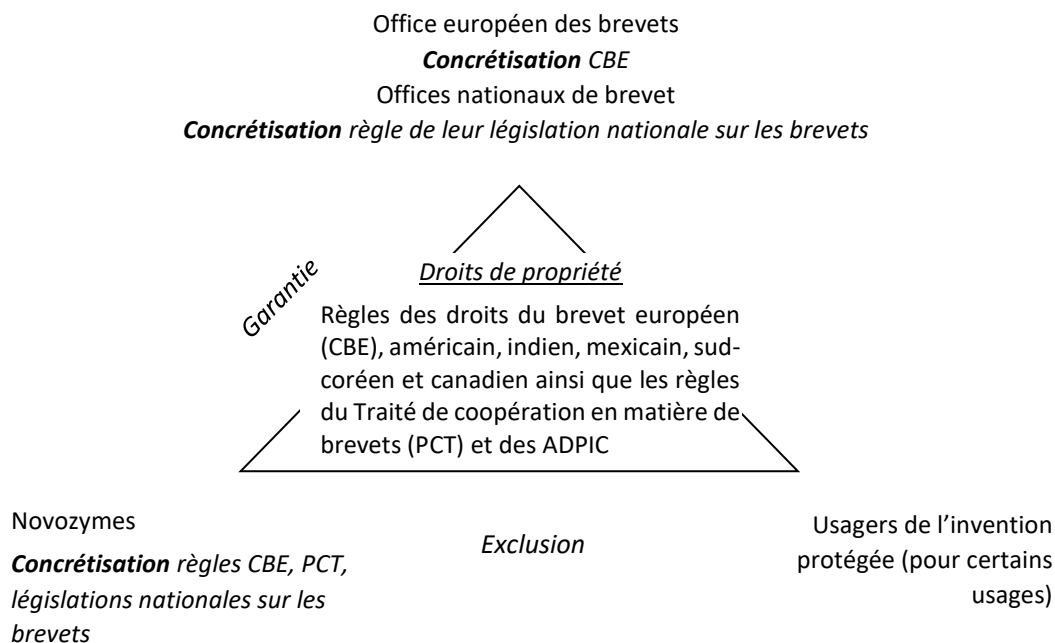 Office européen des brevets
Concrétisation CBE
Offices nationaux de brevet
Concrétisation règle de leur législation nationale sur les brevets
Garantie
Droits de propriété
Règles des droits du brevet européen
(CBE), américain, indien, mexicain, sud-
coréen et canadien ainsi que les règles
du Traité de coopération en matière de
brevets (PCT) et des ADPIC
Novozymes
Concrétisation règles CBE, PCT,
législations nationales sur les
brevets
Exclusion
Usagers de l’invention
protégée (pour certains
usages)